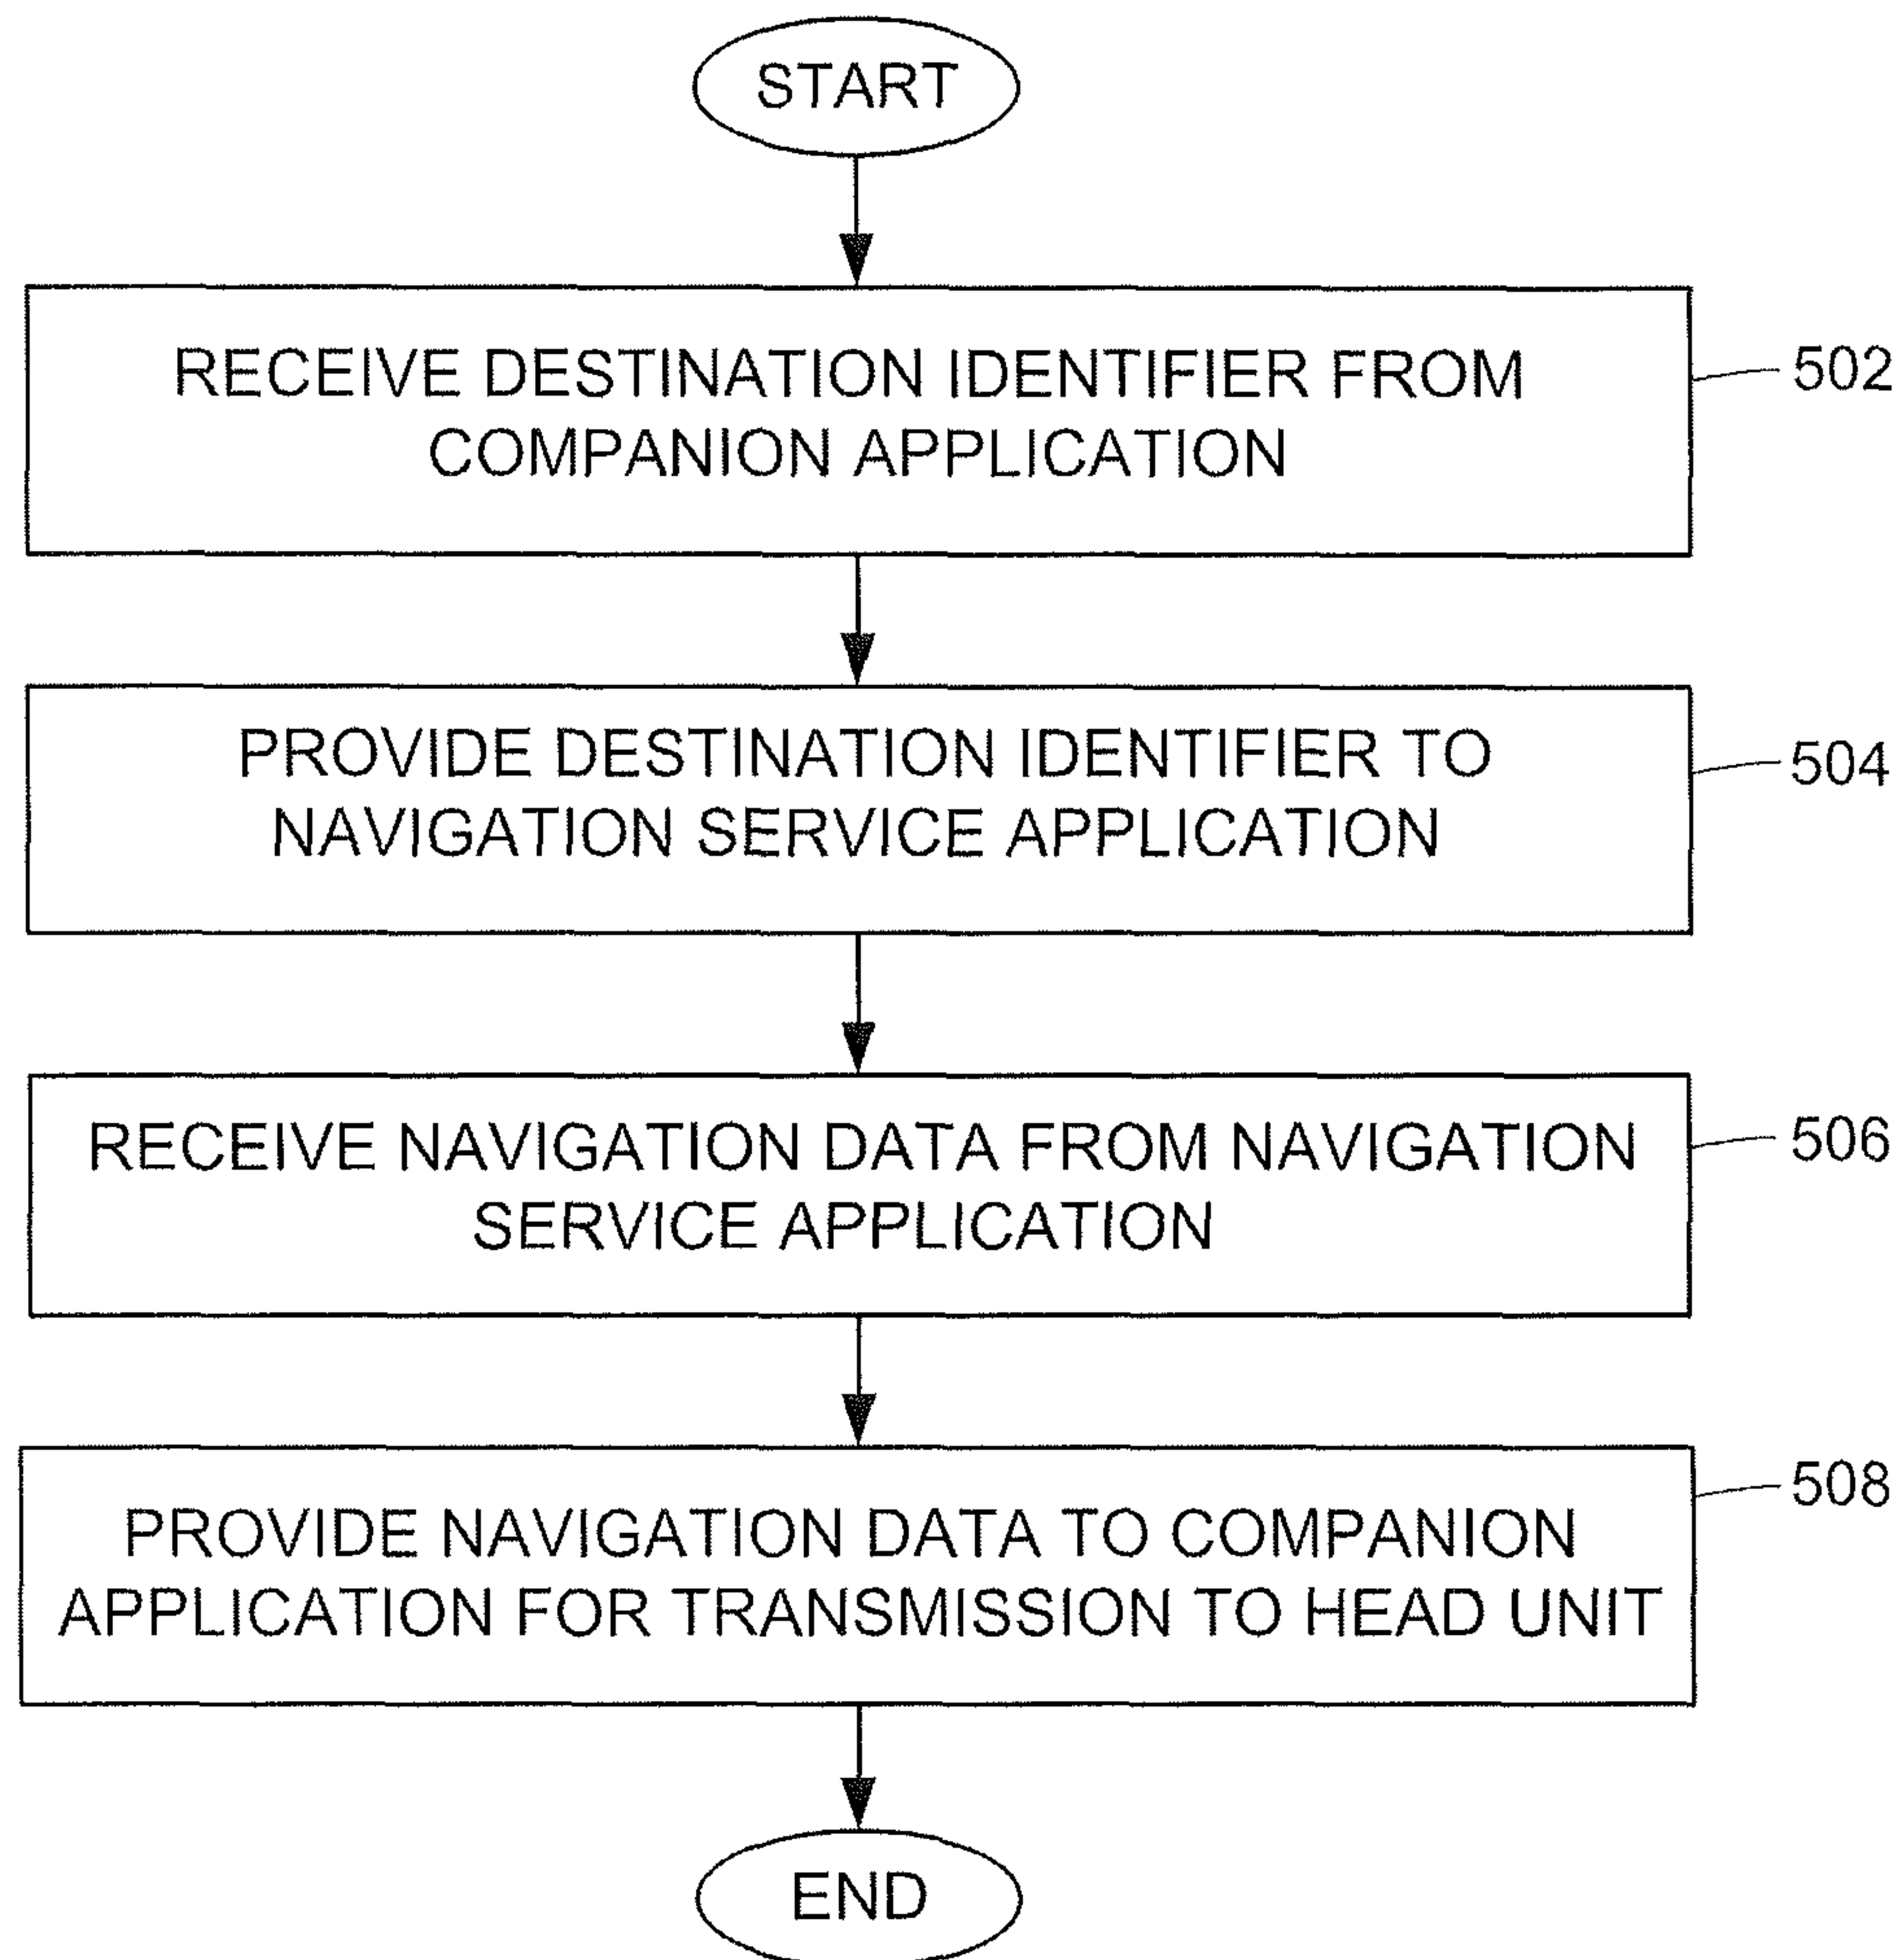 START
RECEIVE DESTINATION IDENTIFIER FROM
COMPANION APPLICATION
502
PROVIDE DESTINATION IDENTIFIER TO
NAVIGATION SERVICE APPLICATION
504
RECEIVE NAVIGATION DATA FROM NAVIGATION
SERVICE APPLICATION
506
PROVIDE NAVIGATION DATA TO COMPANION
APPLICATION FOR TRANSMISSION TO HEAD UNIT
508
END